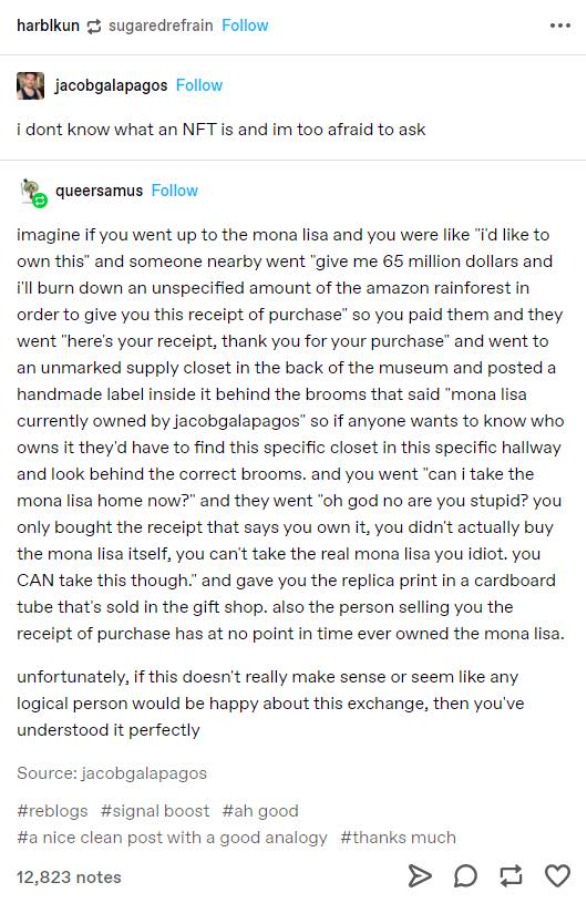 harblkun sugaredrefrain Follow
jacobgalapagos Follow
i dont know what an NFT is and im too afraid to ask
queersamus Follow
imagine if you went up to the mona lisa and you were like "i'd like to
own this" and someone nearby went "give me 65 million dollars and
i'll burn down an unspecified amount of the amazon rainforest in
order to give you this receipt of purchase" so you paid them and they
went "here's your receipt, thank you for your purchase" and went to
an unmarked supply closet in the back of the museum and posted a
handmade label inside it behind the brooms that said "mona lisa
currently owned by jacobgalapagos" so if anyone wants to know who
owns it they'd have to find this specific closet in this specific hallway
and look behind the correct brooms. and you went "can i take the
mona lisa home now?" and they went "oh god no are you stupid? you
only bought the receipt that says you own it, you didn't actually buy
the mona lisa itself, you can't take the real mona lisa you idiot. you
CAN take this though." and gave you the replica print in a cardboard
tube that's sold in the gift shop. also the person selling you the
receipt of purchase has at no point in time ever owned the mona lisa.
unfortunately, if this doesn't really make sense or seem like any
logical person would be happy about this exchange, then you've
understood it perfectly
Source: jacobgalapagos
#reblogs #signal boost #ah good
#a nice clean post with a good analogy #thanks much
12,823 notes